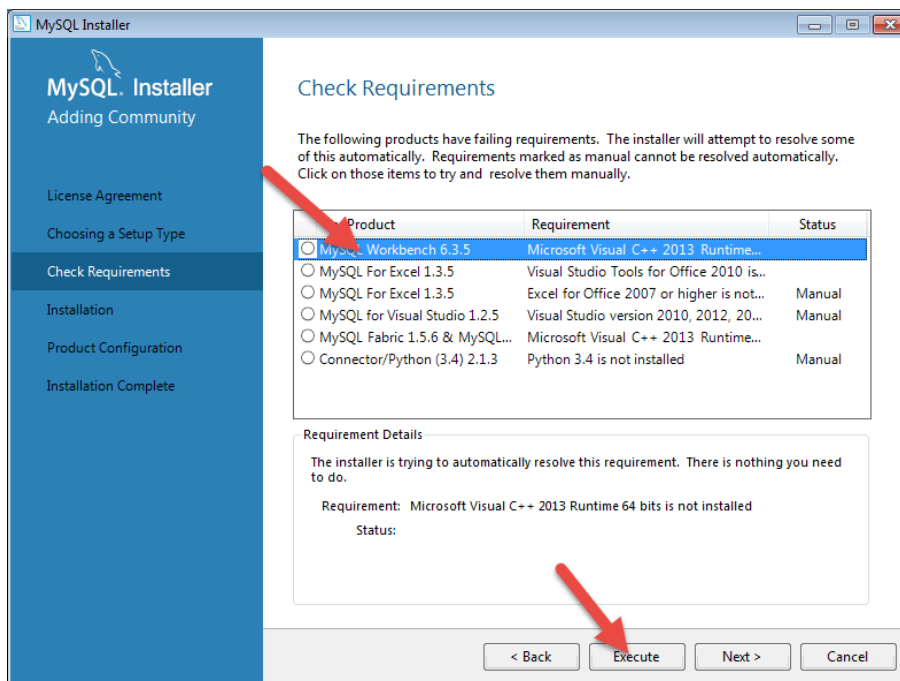 MySQL Installer
MySQL. Installer
Adding Community
License Agreement
Choosing a Setup Type
Check Requirements
Installation
Product Configuration
Installation Complete
Check Requirements
The following products have failing requirements. The installer will attempt to resolve some
of this automatically. Requirements marked as manual cannot be resolved automatically.
Click on those items to try and resolve them manually.
Product Requirement Status
MySQL Workbench 6.3.5 Microsoft Visual C++ 2013 Runtime...
MySQL For Excel 1.3.5 Visual Studio Tools for Office 2010 is...
MySQL For Excel 1.3.5 Excel for Office 2007 or higher is not... Manual
MySQL for Visual Studio 1.2.5 Visual Studio version 2010, 2012, 20... Manual
MySQL Fabric 1.5.6 & MySQL... Microsoft Visual C++ 2013 Runtime...
Connector/Python (3.4) 2.1.3 Python 3.4 is not installed Manual
Requirement Details
The installer is trying to automatically resolve this requirement. There is nothing you need
to do.
Requirement: Microsoft Visual C++ 2013 Runtime 64 bits is not installed
Status:
< Back Execute Next > Cancel